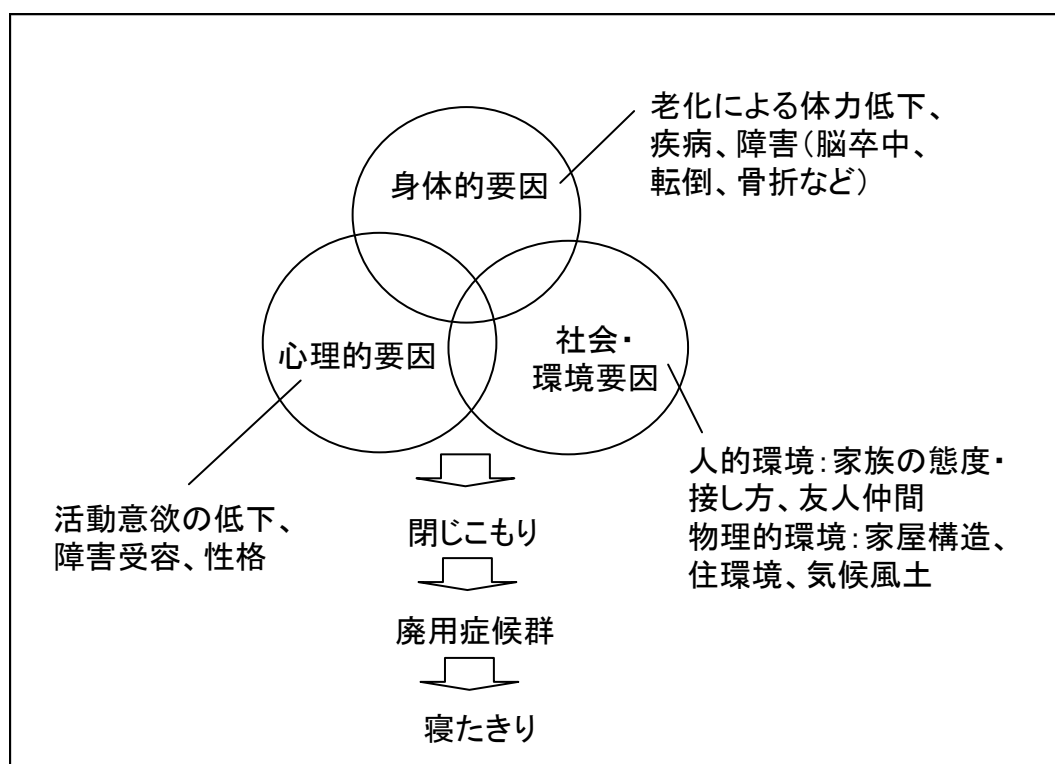 老化による体力低下、
疾病、障害(脳卒中、
転倒、骨折など)
身体的要因
心理的要因
社会・
環境要因
人的環境:家族の態度・
接し方、友人仲間
物理的環境:家屋構造、
住環境、気候風土
活動意欲の低下、
障害受容、性格
閉じこもり
廃用症候群
寝たきり